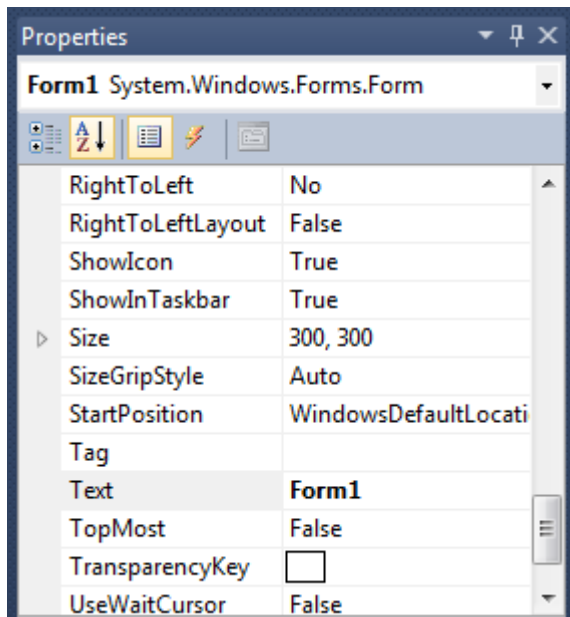 Properties
Form1 System.Windows.Forms.Form
RightToLeft No
RightToLeftLayout False
ShowIcon True
ShowInTaskbar True
Size 300, 300
SizeGripStyle Auto
StartPosition WindowsDefaultLocati
Tag
Text Form1
TopMost False
TransparencyKey
UseWaitCursor False